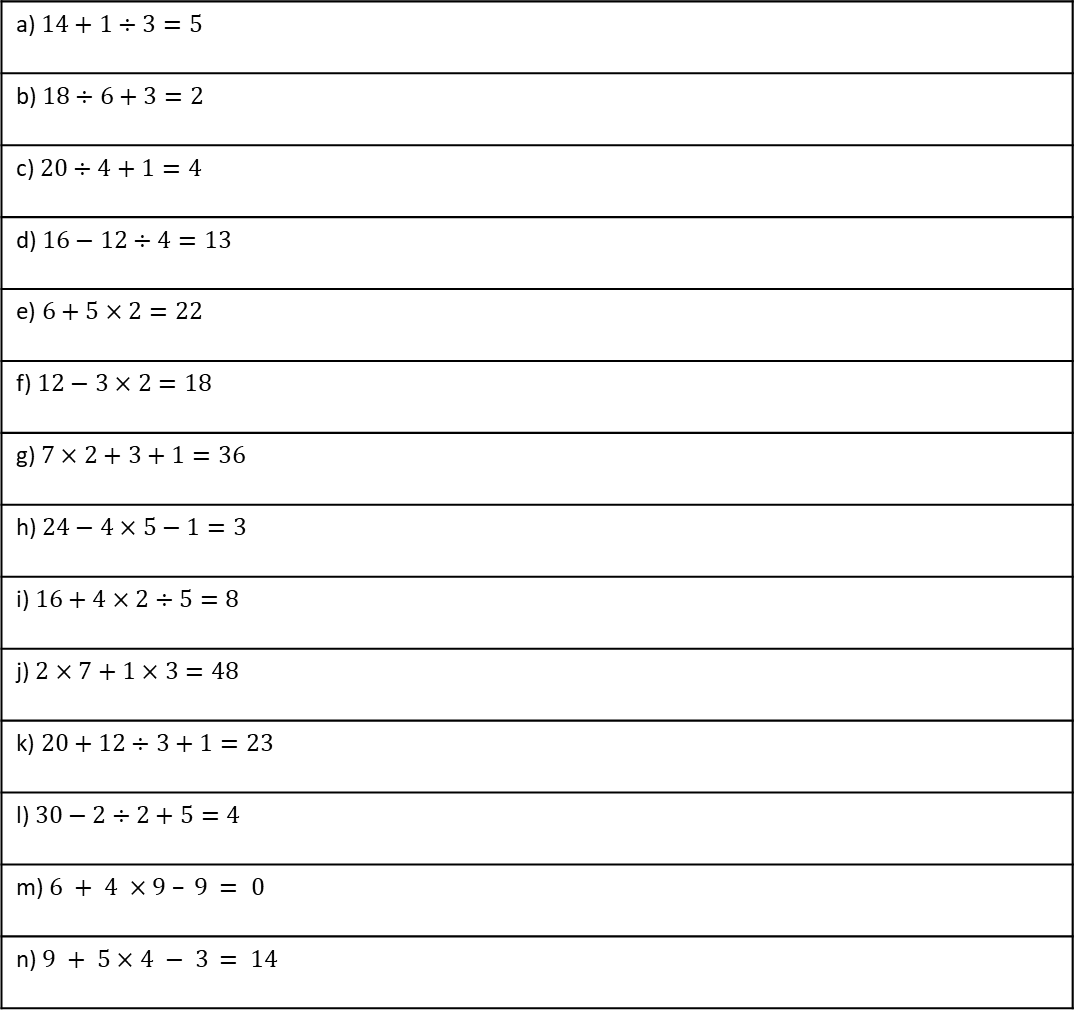 a) 14 + 1 ÷ 3 = 5
b) 18 ÷ 6 + 3 = 2
c) 20 ÷ 4 + 1 = 4
d) 16 − 12 ÷ 4 = 13
e) 6 + 5 × 2 = 22
f) 12 − 3 × 2 = 18
g) 7 × 2 + 3 + 1 = 36
h) 24 − 4 × 5 − 1 = 3
i) 16 + 4 × 2 ÷ 5 = 8
j) 2 × 7 + 1 × 3 = 48
k) 20 + 12 ÷ 3 + 1 = 23
l) 30 − 2 ÷ 2 + 5 = 4
m) 6 + 4 × 9 – 9 = 0
n) 9 + 5 × 4 − 3 = 14